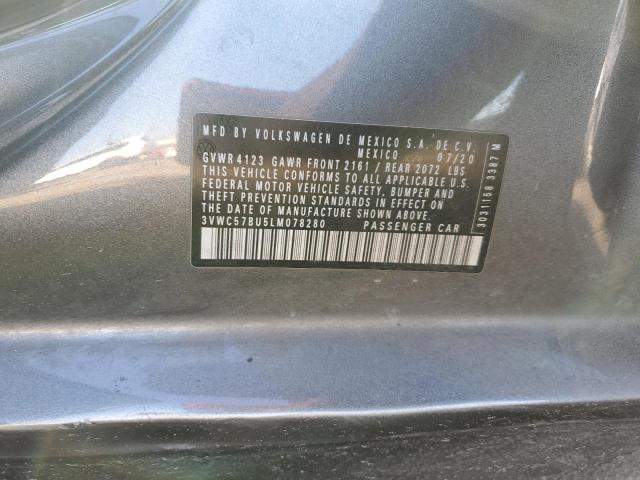 MFD BY VOLKSWAGEN DE MEXICO S.A. DE C.V.
MEXICO 07/20
GVWR 4123 GAWR FRONT 2161 / REAR 2072 LBS
THIS VEHICLE CONFORMS TO ALL APPLICABLE U.S.
FEDERAL MOTOR VEHICLE SAFETY, BUMPER AND
THEFT PREVENTION STANDARDS IN EFFECT ON
THE DATE OF MANUFACTURE SHOWN ABOVE.
3VWC57BU5LM078280 PASSENGER CAR
3031158 3387 M